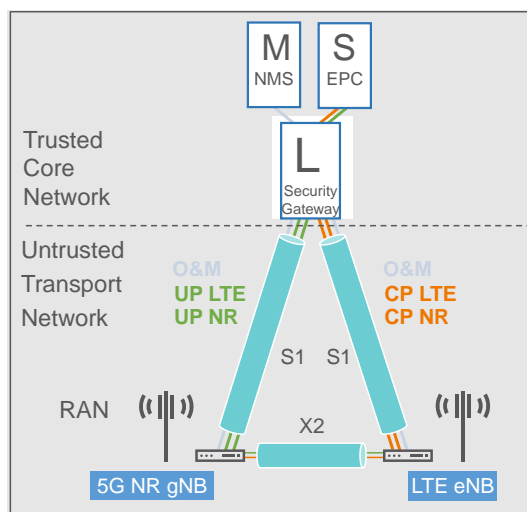 M
NMS
S
EPC
L
Security
Gateway
Trusted
Core
Network
Untrusted
Transport
Network
O&M
UP LTE
UP NR
O&M
CP LTE
CP NR
S1
S1
RAN
X2
5G NR gNB
LTE eNB